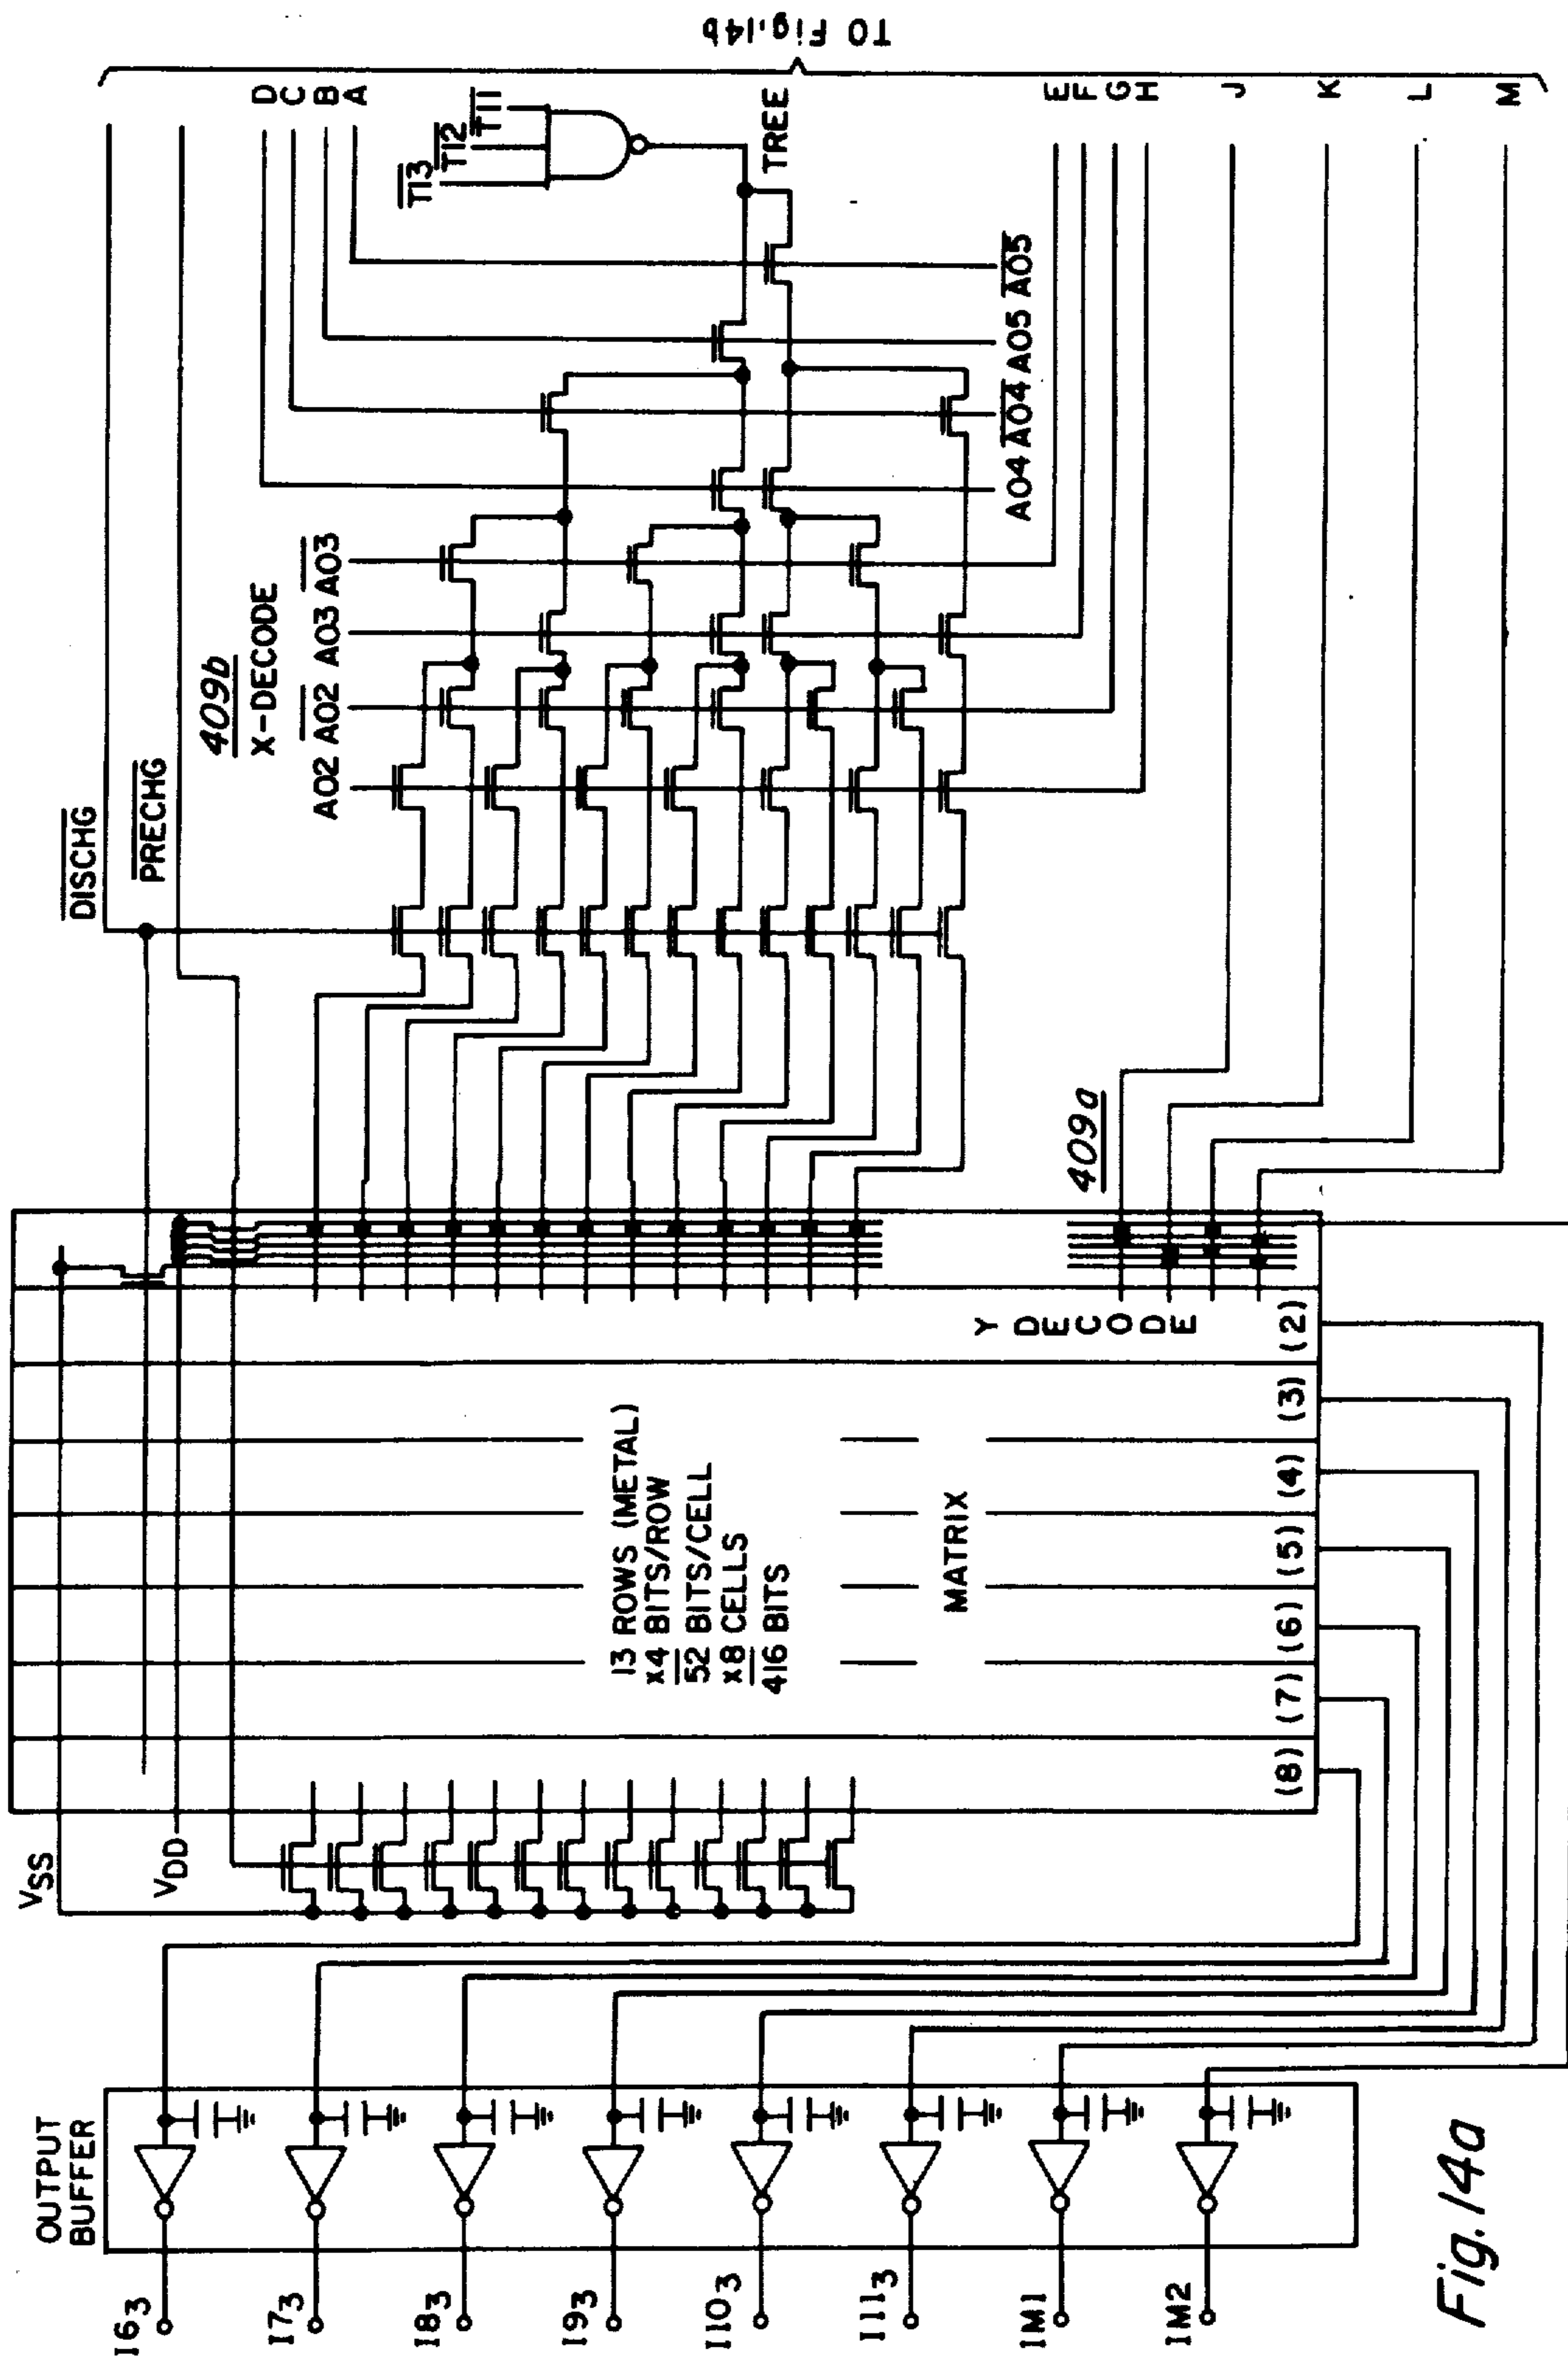 TO Fig.14b
D
C
B
A
T13 T12 T11
TREE
E
F
G
H
J
K
L
M
DISCHG
PRECHG
409b
X-DECODE
A02 A02 A03 A03
A04 A04 A05 A05
409a
VSS
VDD
Y DECODE
13 ROWS (METAL)
x4 BITS/ROW
52 BITS/CELL
x8 CELLS
416 BITS
MATRIX
(8) (7) (6) (5) (4) (3) (2)
OUTPUT
BUFFER
I63
I73
I83
I93
I103
I113
IM1
IM2
Fig. 14a